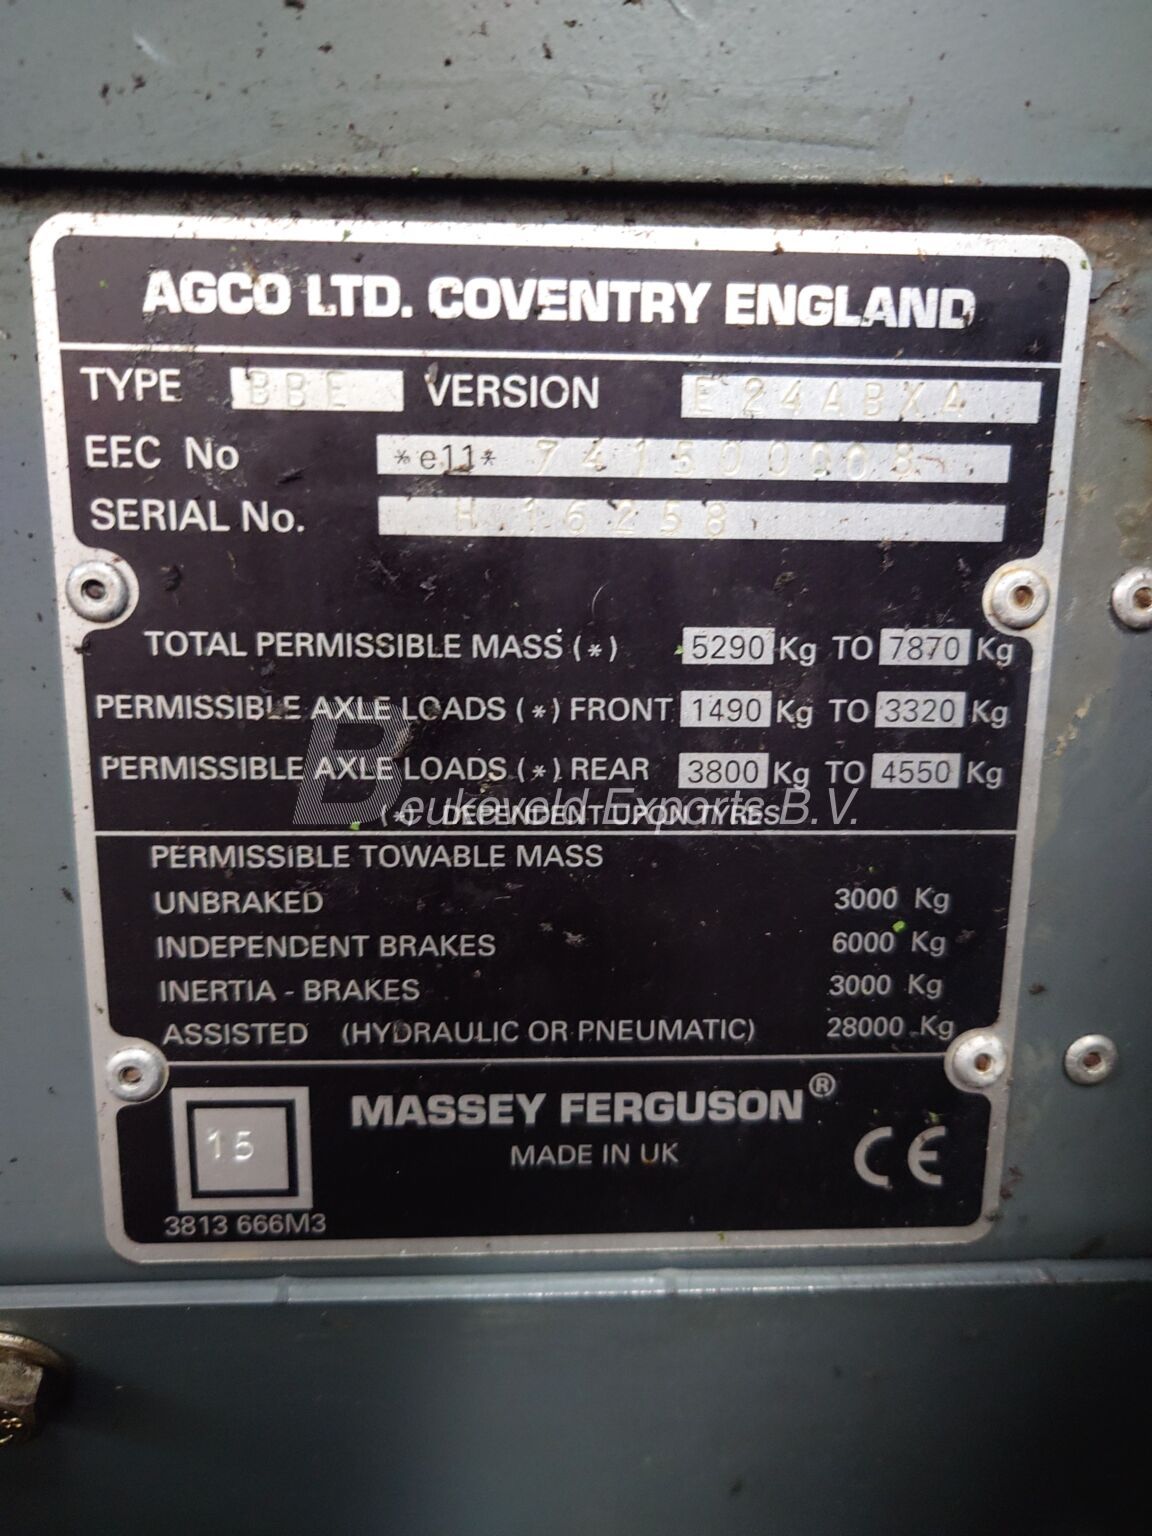 AGCO LTD. COVENTRY ENGLAND
TYPE BBE VERSION E24ABXA
EEC No *e11* 741500008
SERIAL No. H16258
TOTAL PERMISSIBLE MASS (*) 5290 Kg TO 7870 Kg
PERMISSIBLE AXLE LOADS (*) FRONT 1490 Kg TO 3320 Kg
PERMISSIBLE AXLE LOADS (*) REAR 3800 Kg TO 4550 Kg
Beukeveld Exports B.V.
(*) DEPENDENT UPON TYRES
PERMISSIBLE TOWABLE MASS
UNBRAKED 3000 Kg
INDEPENDENT BRAKES 6000 Kg
INERTIA - BRAKES 3000 Kg
ASSISTED (HYDRAULIC OR PNEUMATIC) 28000 Kg
MASSEY FERGUSON®
15
MADE IN UK
CE
3813 666M3